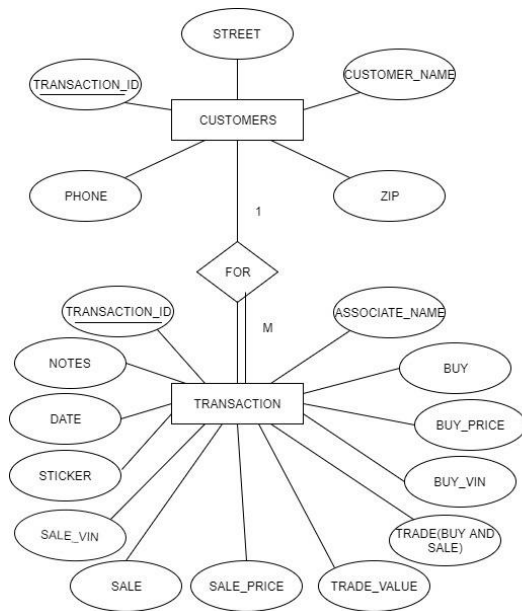 STREET
TRANSACTION_ID
CUSTOMER_NAME
CUSTOMERS
PHONE
ZIP
1
FOR
TRANSACTION_ID
ASSOCIATE_NAME
M
NOTES
BUY
TRANSACTION
DATE
BUY_PRICE
STICKER
BUY_VIN
SALE_VIN
TRADE(BUY AND
SALE)
SALE
SALE_PRICE
TRADE_VALUE